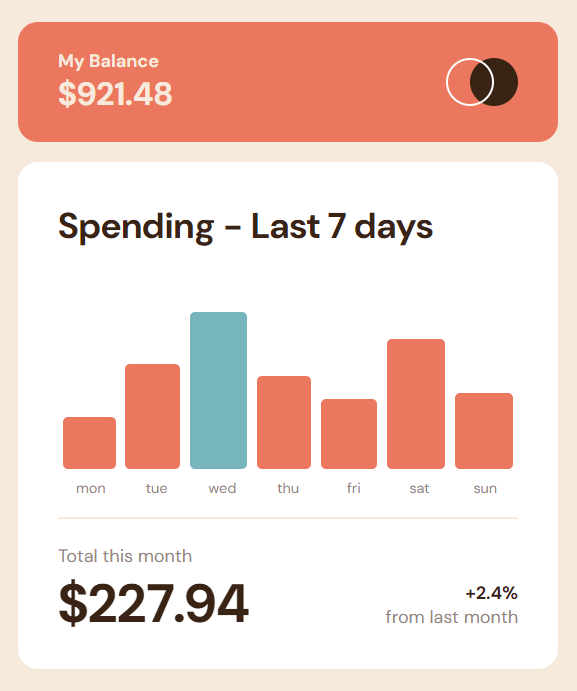 My Balance
$921.48
Spending - Last 7 days
mon tue wed thu fri sat sun
Total this month
$227.94
+2.4%
from last month